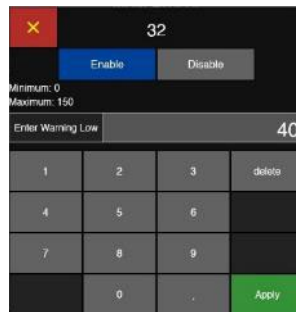 × 32
Enable Disable
Minimum: 0
Maximum: 150
Enter Warning Low 40
1 2 3 delete
4 5 6
7 8 9
0 . Apply